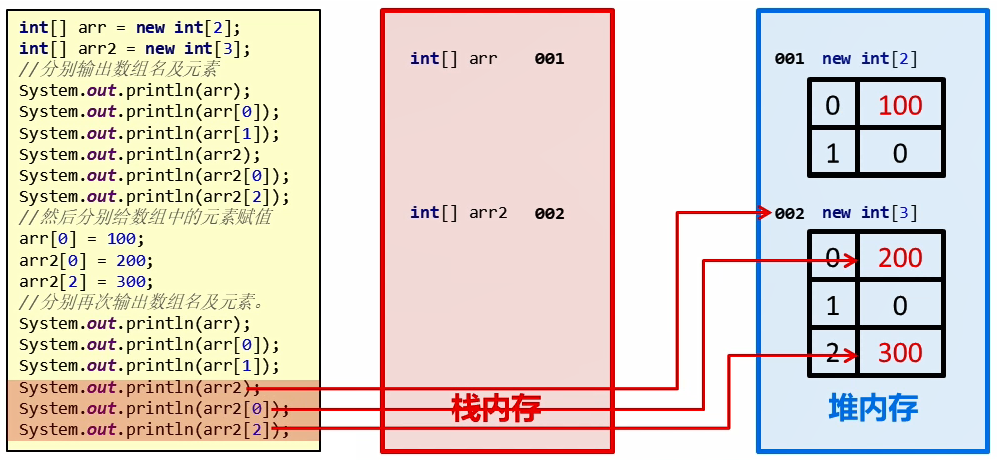 int[] arr = new int[2];
int[] arr2 = new int[3];
//分别输出数组名及元素
System.out.println(arr);
System.out.println(arr[0]);
System.out.println(arr[1]);
System.out.println(arr2);
System.out.println(arr2[0]);
System.out.println(arr2[2]);
//然后分别给数组中的元素赋值
arr[0] = 100;
arr2[0] = 200;
arr2[2] = 300;
//分别再次输出数组名及元素。
System.out.println(arr);
System.out.println(arr[0]);
System.out.println(arr[1]);
System.out.println(arr2);
System.out.println(arr2[0]);
System.out.println(arr2[2]);
int[] arr 001
int[] arr2 002
栈内存
001 new int[2]
0 100
1 0
002 new int[3]
0 200
1 0
2 300
堆内存